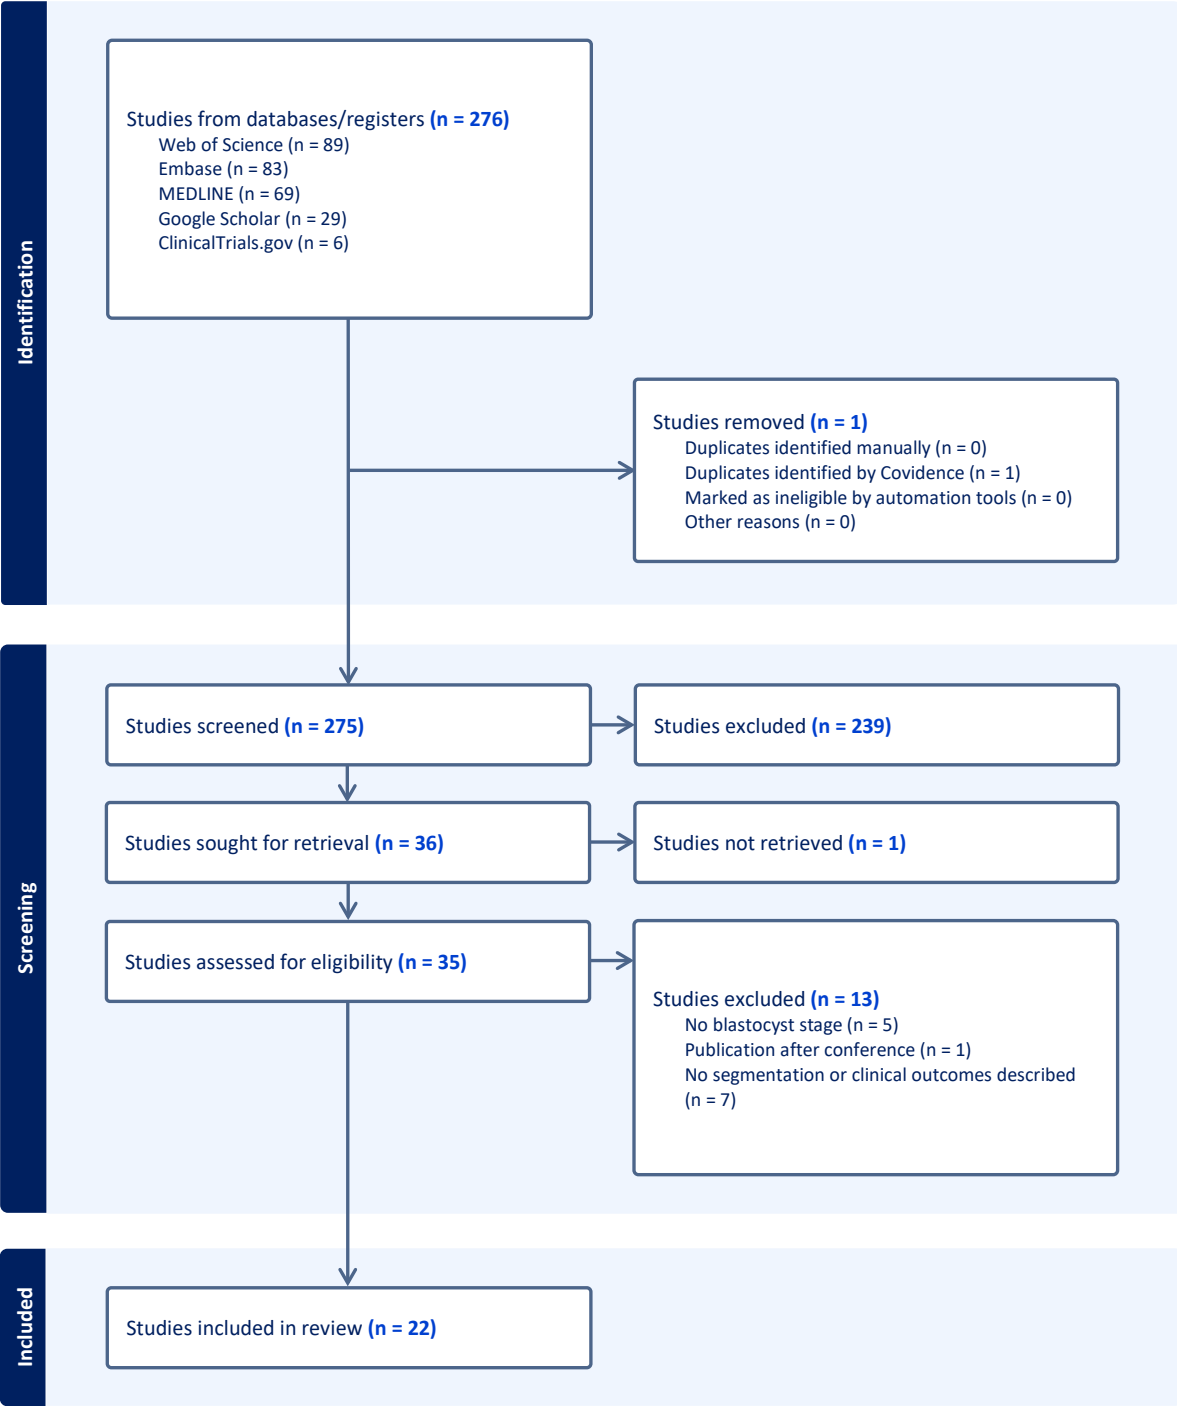 Identification
Studies from databases/registers (n = 276)
Web of Science (n = 89)
Embase (n = 83)
MEDLINE (n = 69)
Google Scholar (n = 29)
ClinicalTrials.gov (n = 6)
Studies removed (n = 1)
Duplicates identified manually (n = 0)
Duplicates identified by Covidence (n = 1)
Marked as ineligible by automation tools (n = 0)
Other reasons (n = 0)
Screening
Studies screened (n = 275)
Studies excluded (n = 239)
Studies sought for retrieval (n = 36)
Studies not retrieved (n = 1)
Studies assessed for eligibility (n = 35)
Studies excluded (n = 13)
No blastocyst stage (n = 5)
Publication after conference (n = 1)
No segmentation or clinical outcomes described
(n = 7)
Included
Studies included in review (n = 22)